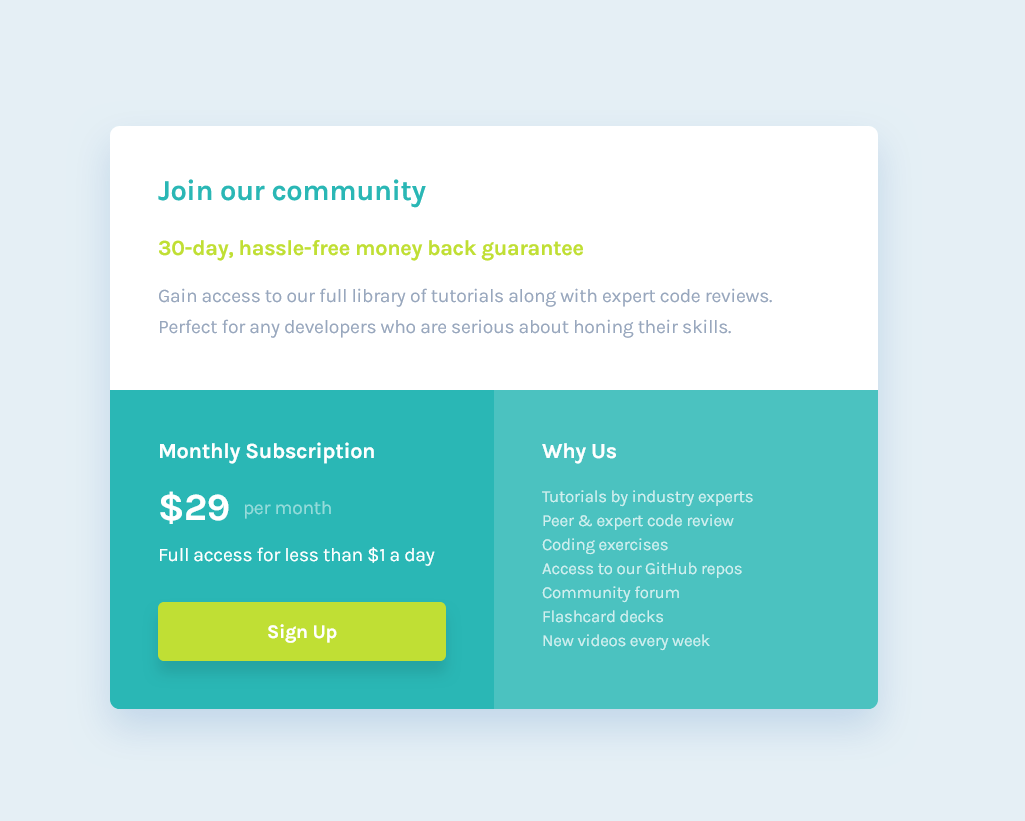 Join our community
30-day, hassle-free money back guarantee
Gain access to our full library of tutorials along with expert code reviews.
Perfect for any developers who are serious about honing their skills.
Monthly Subscription
$29 per month
Full access for less than $1 a day
Sign Up
Why Us
Tutorials by industry experts
Peer & expert code review
Coding exercises
Access to our GitHub repos
Community forum
Flashcard decks
New videos every week